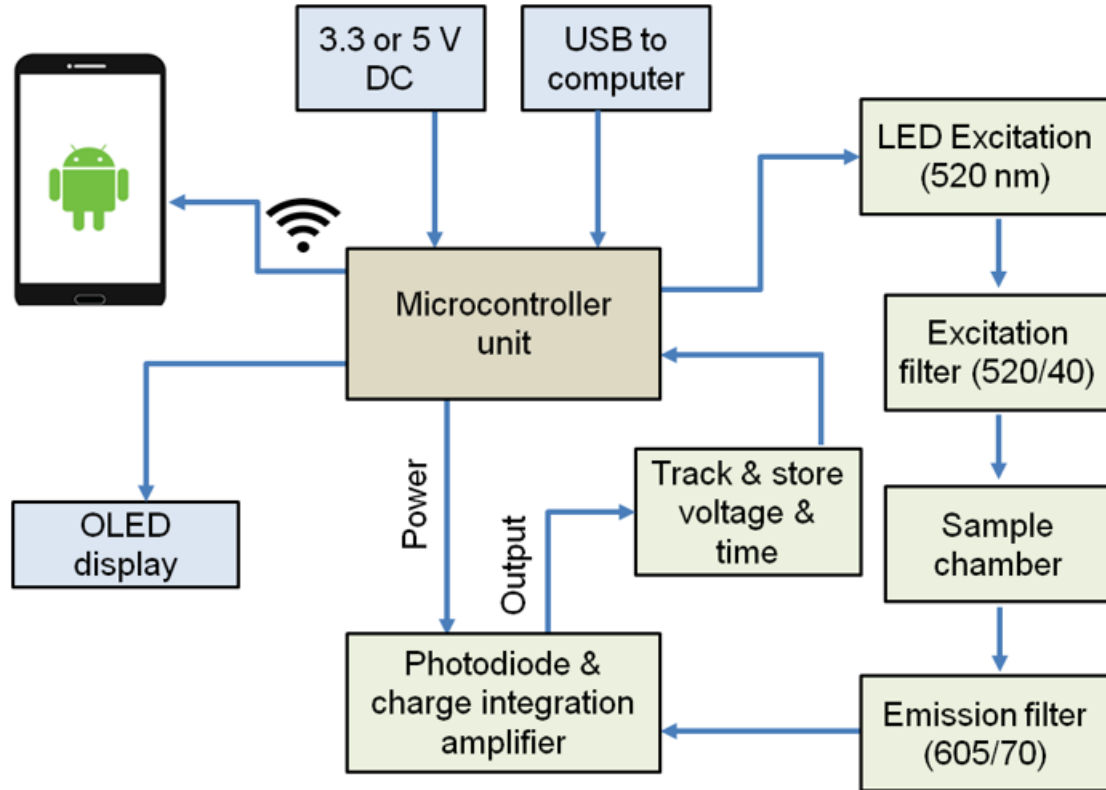 3.3 or 5 V
DC
USB to
computer
LED Excitation
(520 nm)
Microcontroller
unit
Excitation
filter (520/40)
Power
Output
Track & store
voltage &
time
OLED
display
Sample
chamber
Photodiode &
charge integration
amplifier
Emission filter
(605/70)